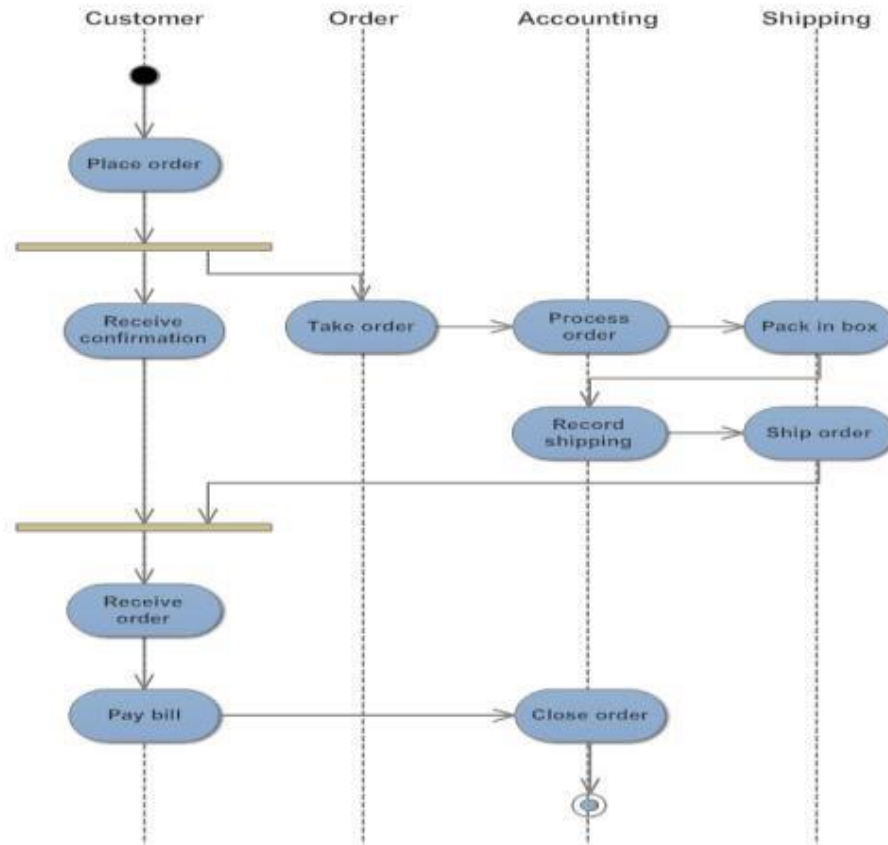 Customer
Order
Accounting
Shipping
Place order
Receive
confirmation
Take order
Process
order
Pack in box
Record
shipping
Ship order
Receive
order
Pay bill
Close order